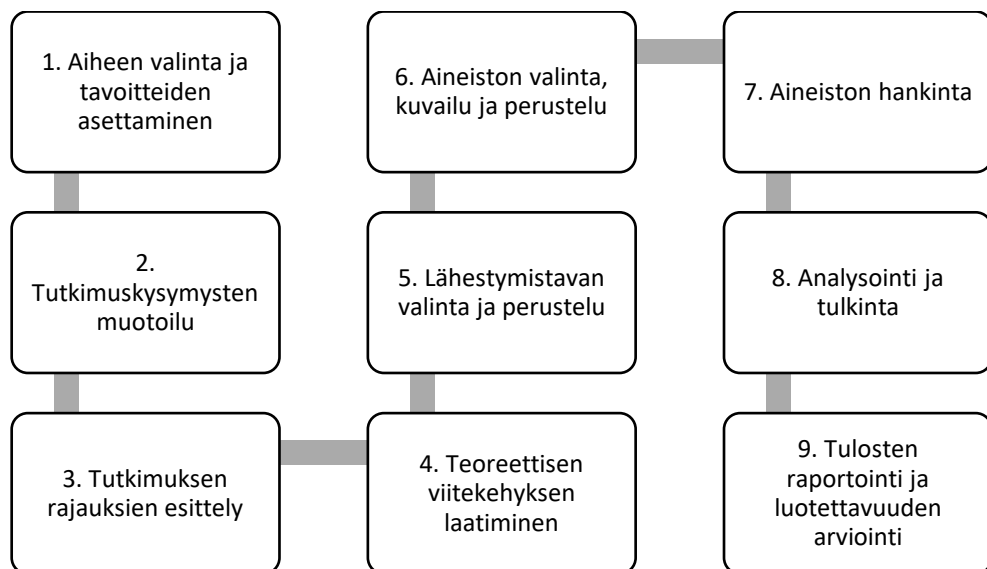 1. Aiheen valinta ja
tavoitteiden
asettaminen
2.
Tutkimuskysymysten
muotoilu
3. Tutkimuksen
rajauksien esittely
4. Teoreettisen
viitekehyksen
laatiminen
5. Lähestymistavan
valinta ja perustelu
6. Aineiston valinta,
kuvailu ja perustelu
7. Aineiston hankinta
8. Analysointi ja
tulkinta
9. Tulosten
raportointi ja
luotettavuuden
arviointi